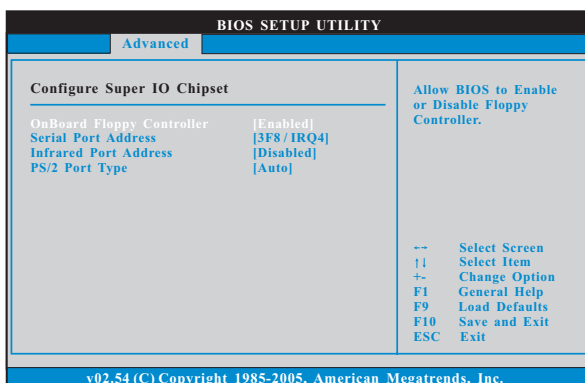 BIOS SETUP UTILITY
Advanced
Configure Super IO Chipset
OnBoard Floppy Controller [Enabled]
Serial Port Address [3F8 / IRQ4]
Infrared Port Address [Disabled]
PS/2 Port Type [Auto]
Allow BIOS to Enable
or Disable Floppy
Controller.
←→ Select Screen
↑↓ Select Item
+- Change Option
F1 General Help
F9 Load Defaults
F10 Save and Exit
ESC Exit
v02.54 (C) Copyright 1985-2005, American Megatrends, Inc.